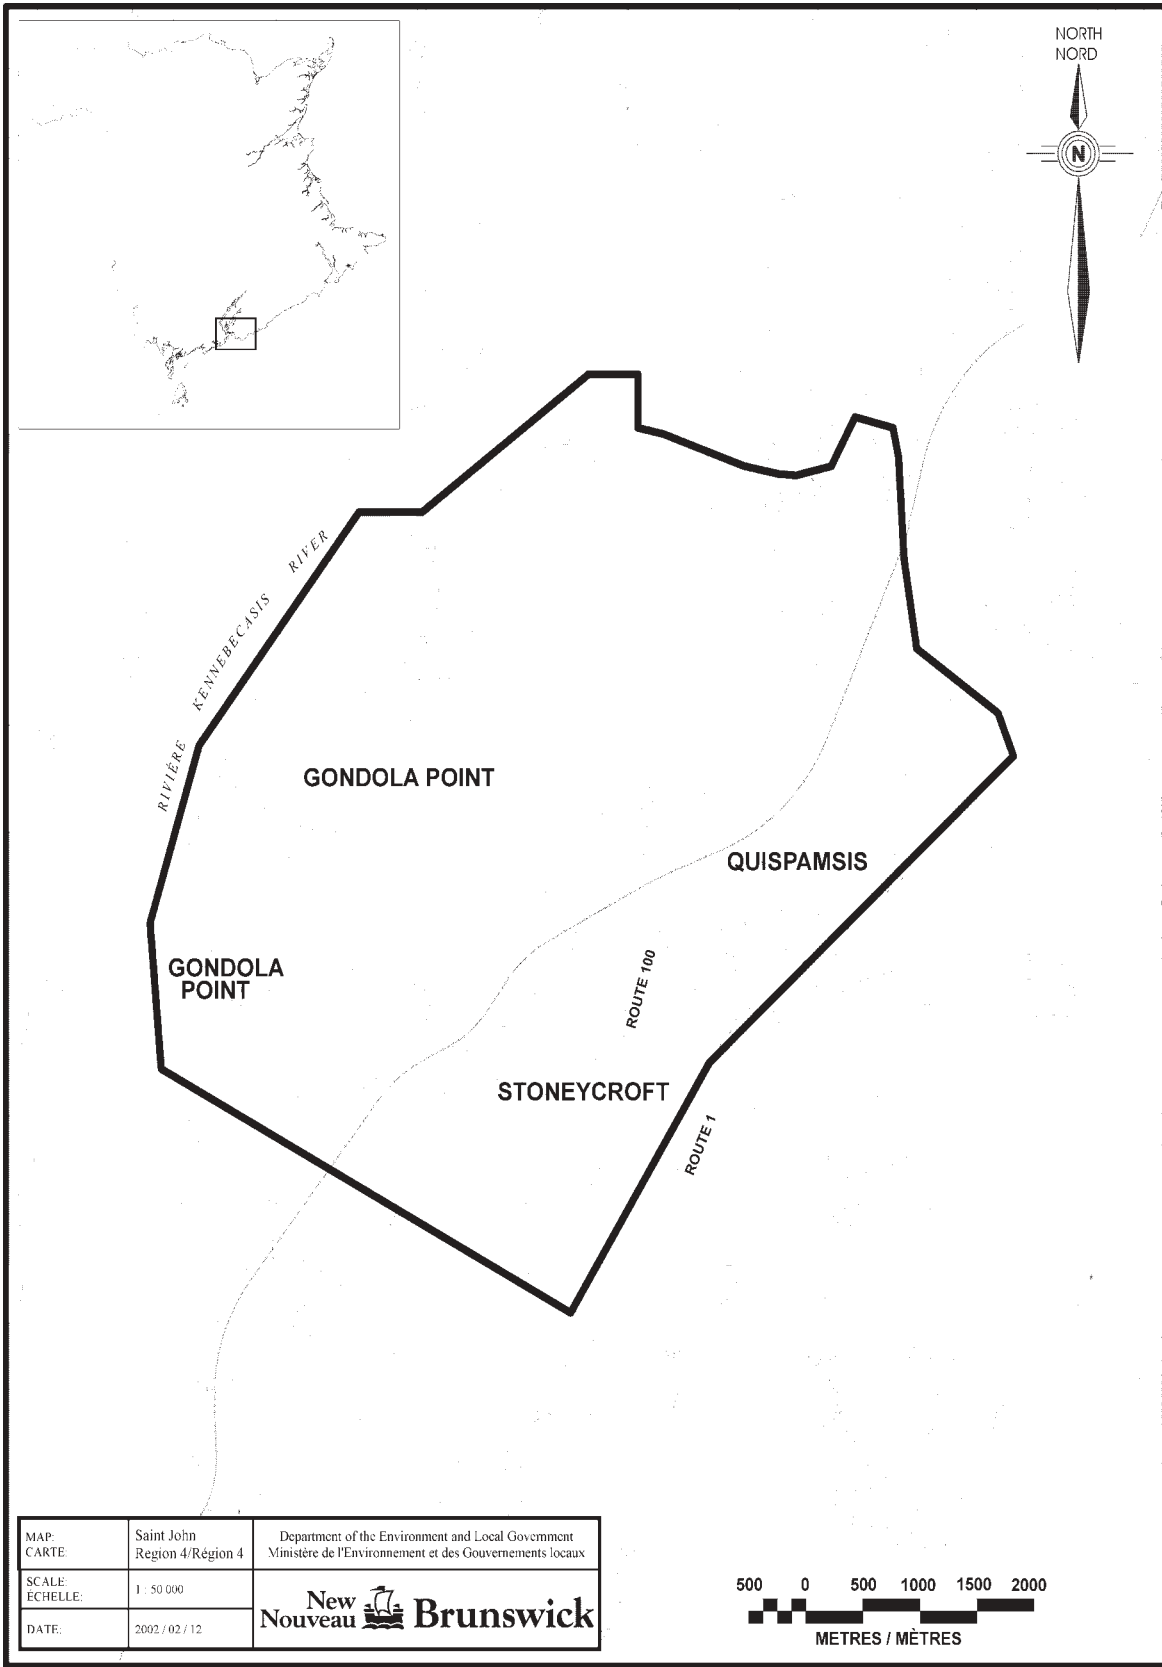 NORTH
NORD
N
RIVIÈRE KENNEBECASIS RIVER
GONDOLA POINT
QUISPAMSIS
GONDOLA
POINT
ROUTE 100
STONEYCROFT
ROUTE 1
MAP:
CARTE:
Saint John
Region 4/Région 4
Department of the Environment and Local Government
Ministère de l'Environnement et des Gouvernements locaux
SCALE:
ÉCHELLE:
1 : 50 000
New
Nouveau
Brunswick
DATE:
2002 / 02 / 12
500 0 500 1000 1500 2000
METRES / MÈTRES